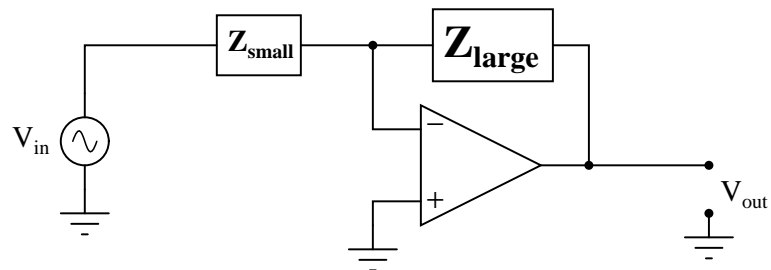 Z_small
Z_large
V_in
−
+
V_out